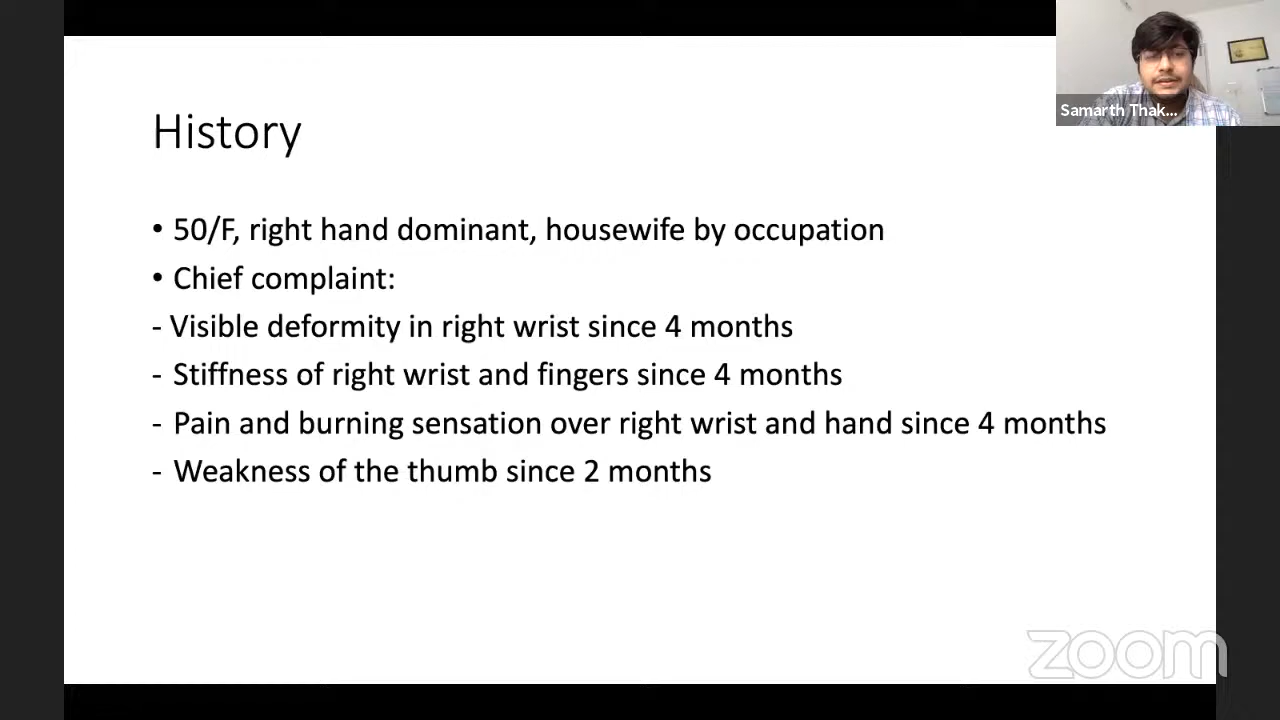 History
• 50/F, right hand dominant, housewife by occupation
• Chief complaint:
- Visible deformity in right wrist since 4 months
- Stiffness of right wrist and fingers since 4 months
- Pain and burning sensation over right wrist and hand since 4 months
- Weakness of the thumb since 2 months
Samarth Thak...
zoom